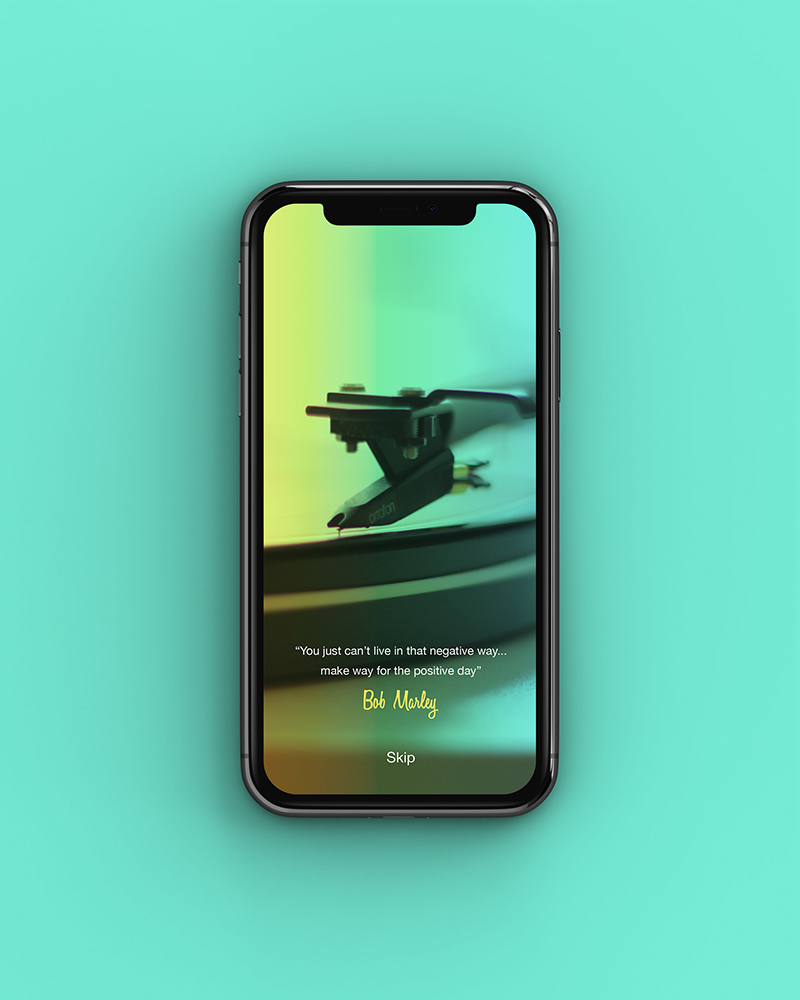 ortofon
“You just can’t live in that negative way...
make way for the positive day”
Bob Marley
Skip